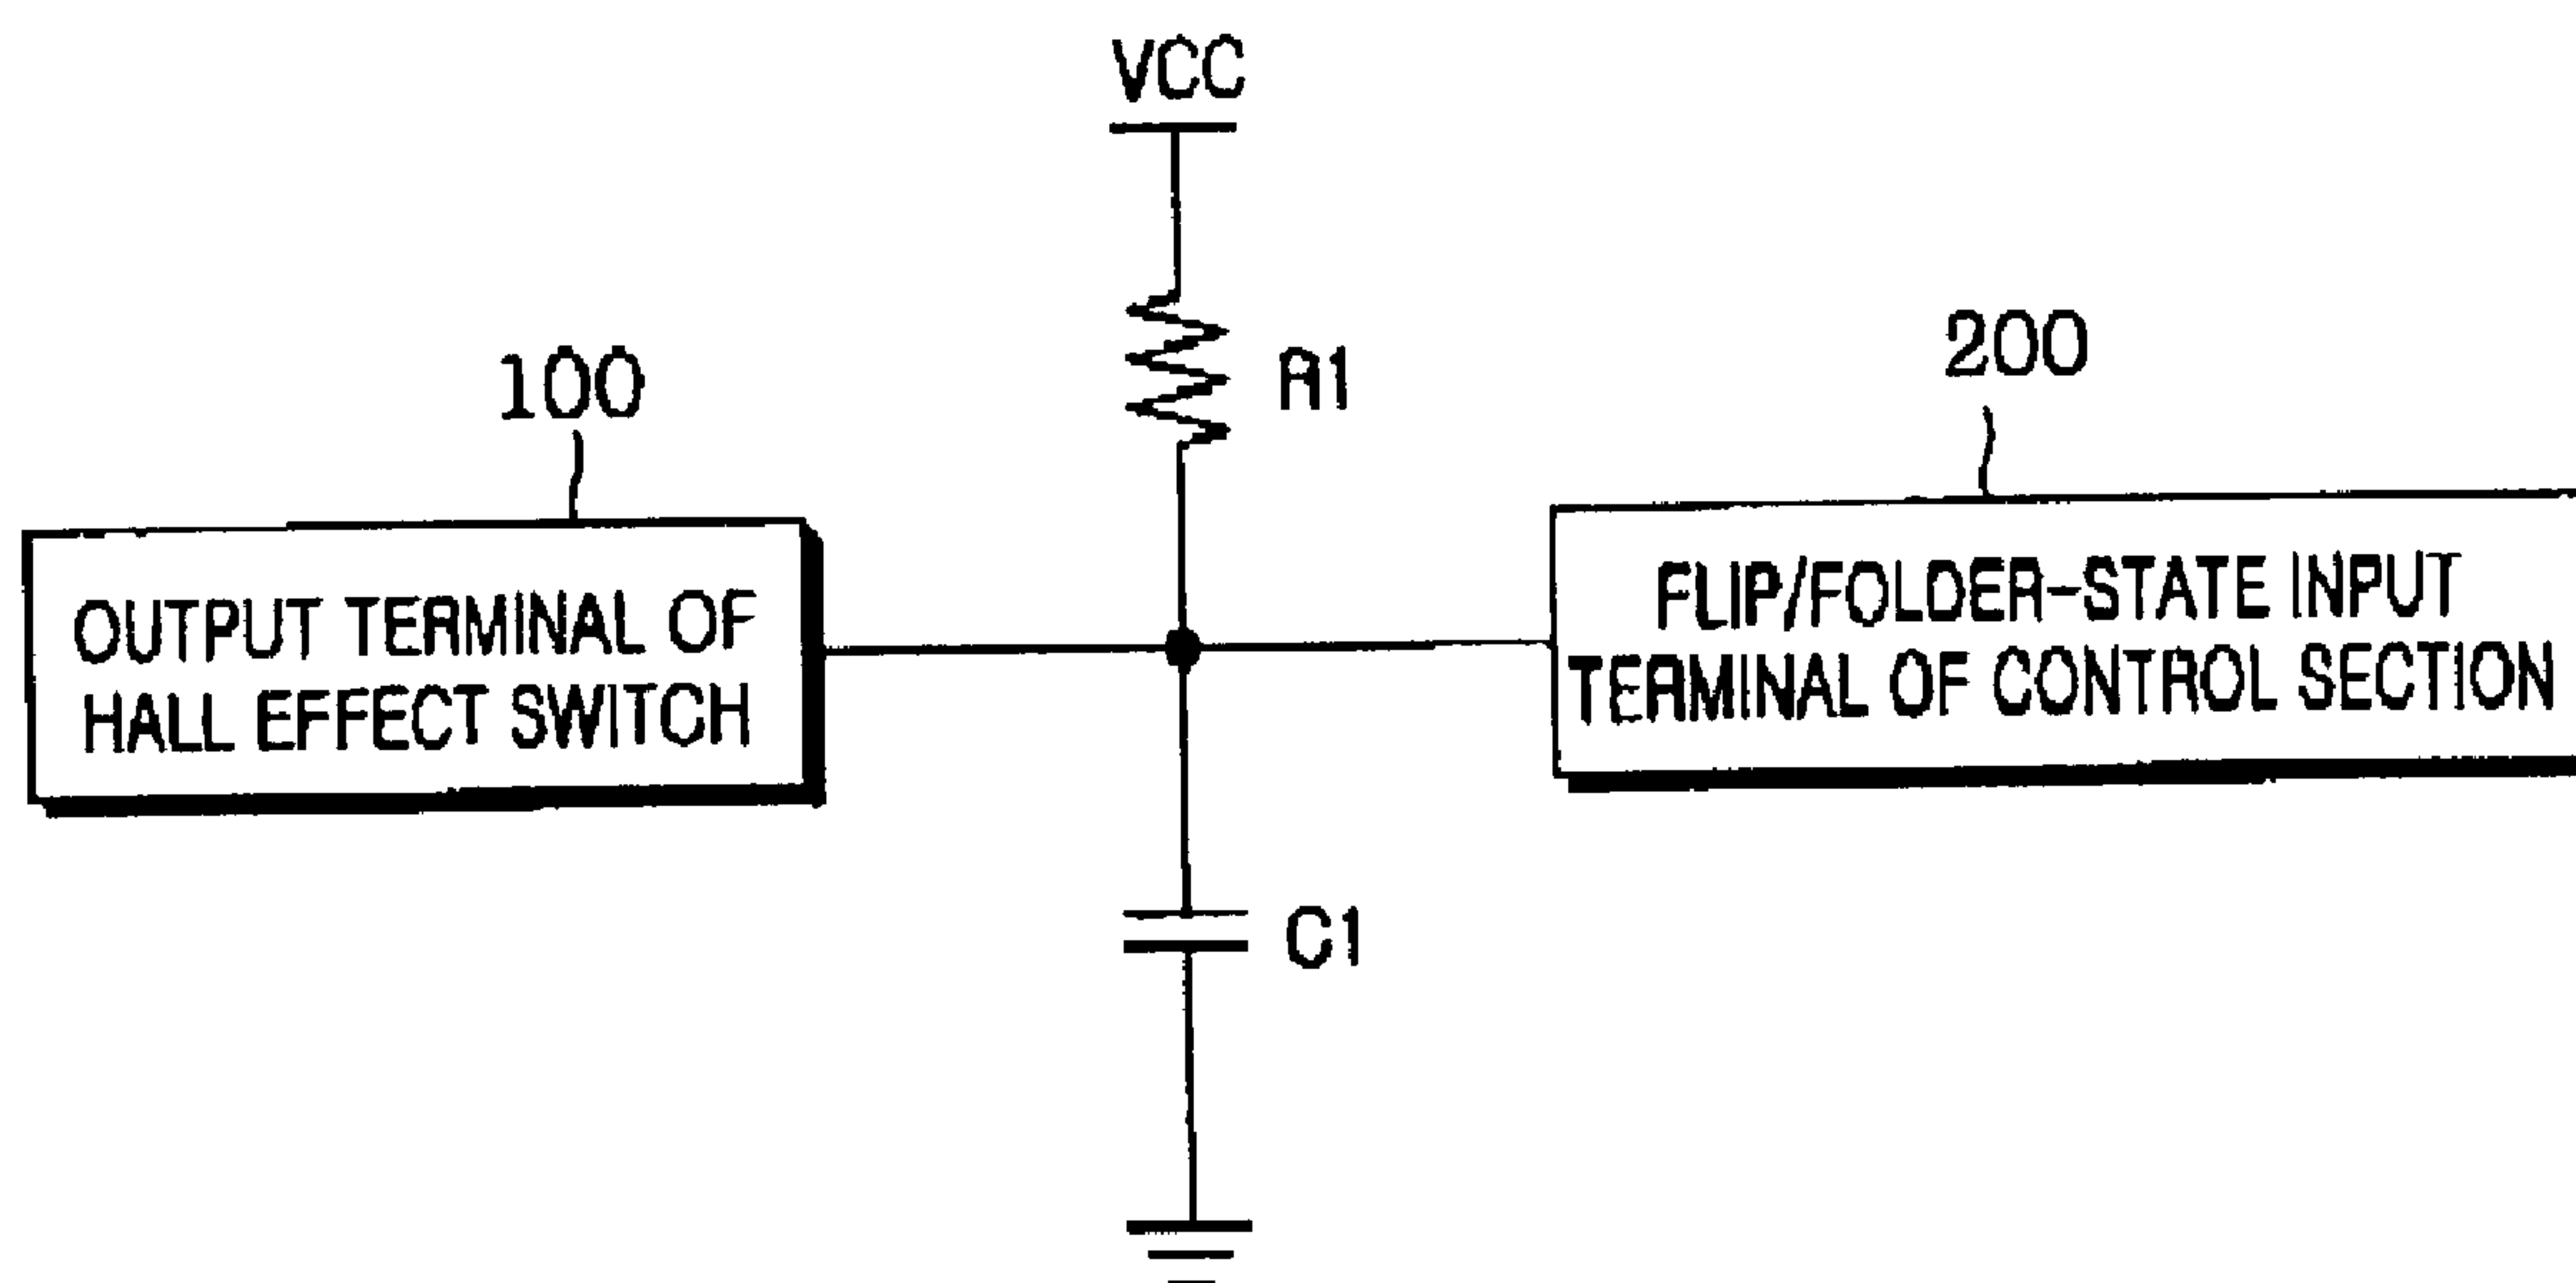 VCC
R1
100
200
OUTPUT TERMINAL OF
HALL EFFECT SWITCH
FLIP/FOLDER-STATE INPUT
TERMINAL OF CONTROL SECTION
C1